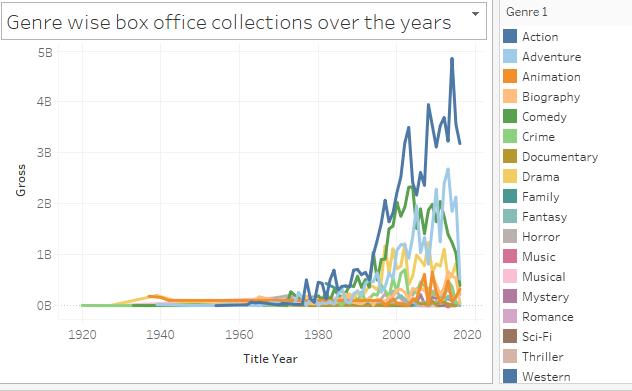 Genre wise box office collections over the years
5B
4B
3B
2B
1B
0B
Gross
1920
1940
1960
1980
2000
2020
Title Year
Genre 1
Action
Adventure
Animation
Biography
Comedy
Crime
Documentary
Drama
Family
Fantasy
Horror
Music
Musical
Mystery
Romance
Sci-Fi
Thriller
Western